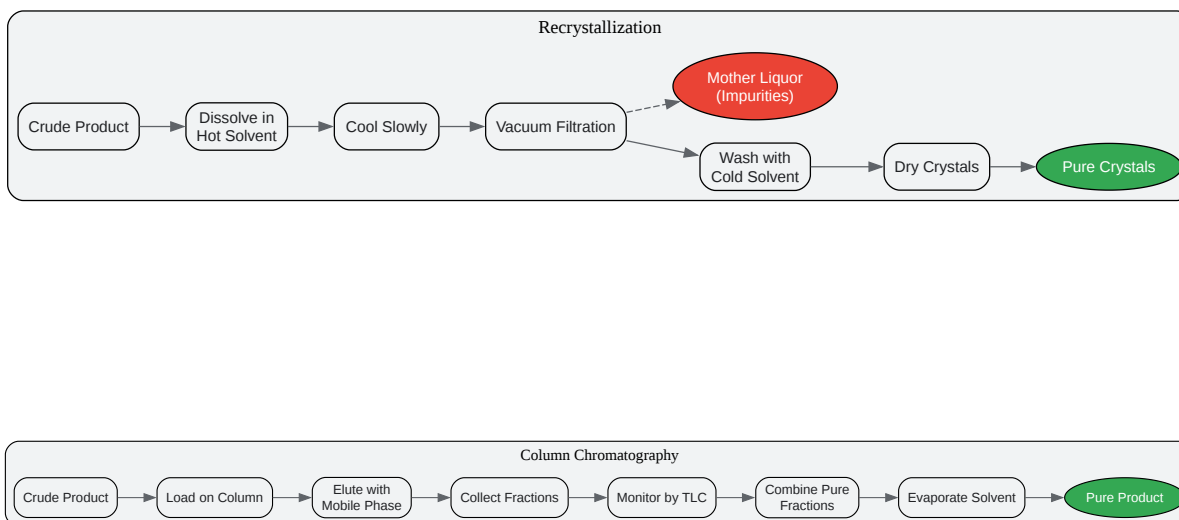 Recrystallization
Crude Product
Dissolve in
Hot Solvent
Cool Slowly
Vacuum Filtration
Mother Liquor
(Impurities)
Wash with
Cold Solvent
Dry Crystals
Pure Crystals
Column Chromatography
Crude Product
Load on Column
Elute with
Mobile Phase
Collect Fractions
Monitor by TLC
Combine Pure
Fractions
Evaporate Solvent
Pure Product